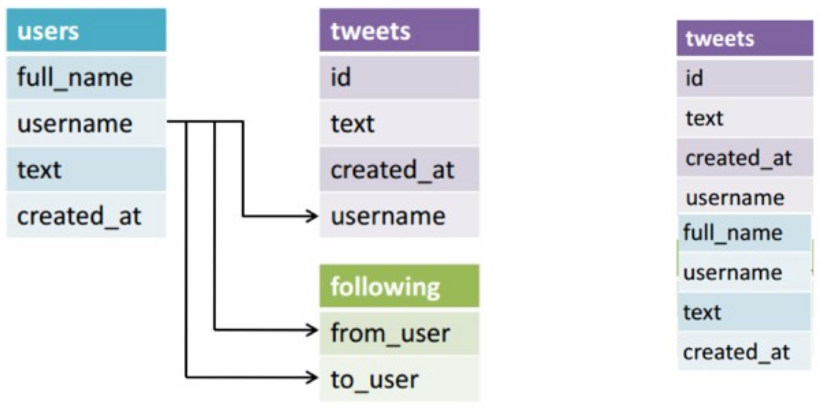 users
full_name
username
text
created_at
tweets
id
text
created_at
username
following
from_user
to_user
tweets
id
text
created_at
username
full_name
username
text
created_at